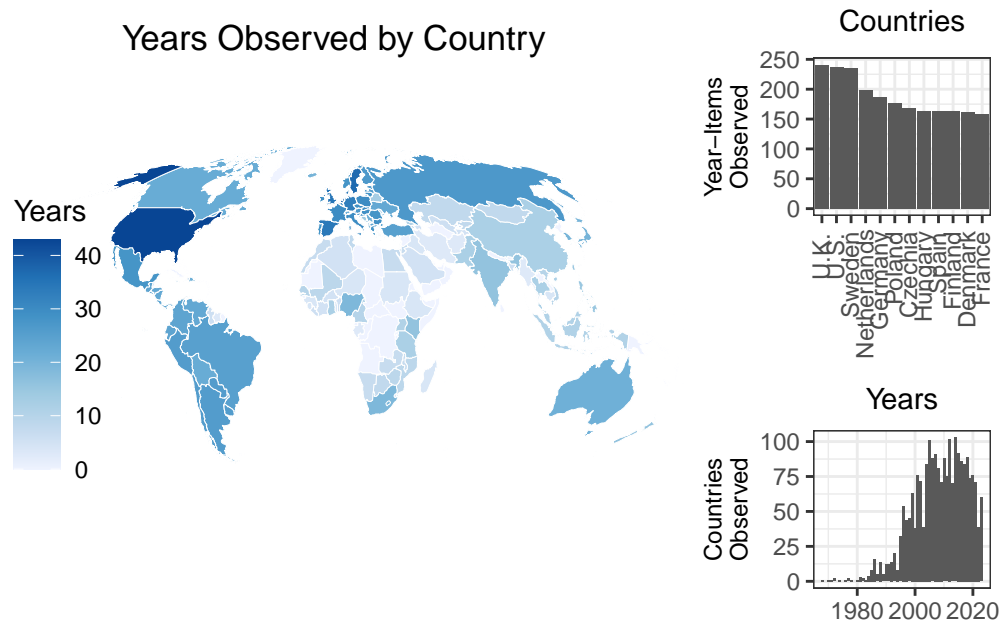 Years Observed by Country
Years
40
30
20
10
0
Countries
Year−Items
Observed
250
200
150
100
50
0
U.K.
U.S.
Sweden
Netherlands
Germany
Poland
Czechia
Hungary
Spain
Finland
Denmark
France
Years
Countries
Observed
100
75
50
25
0
1980 2000 2020